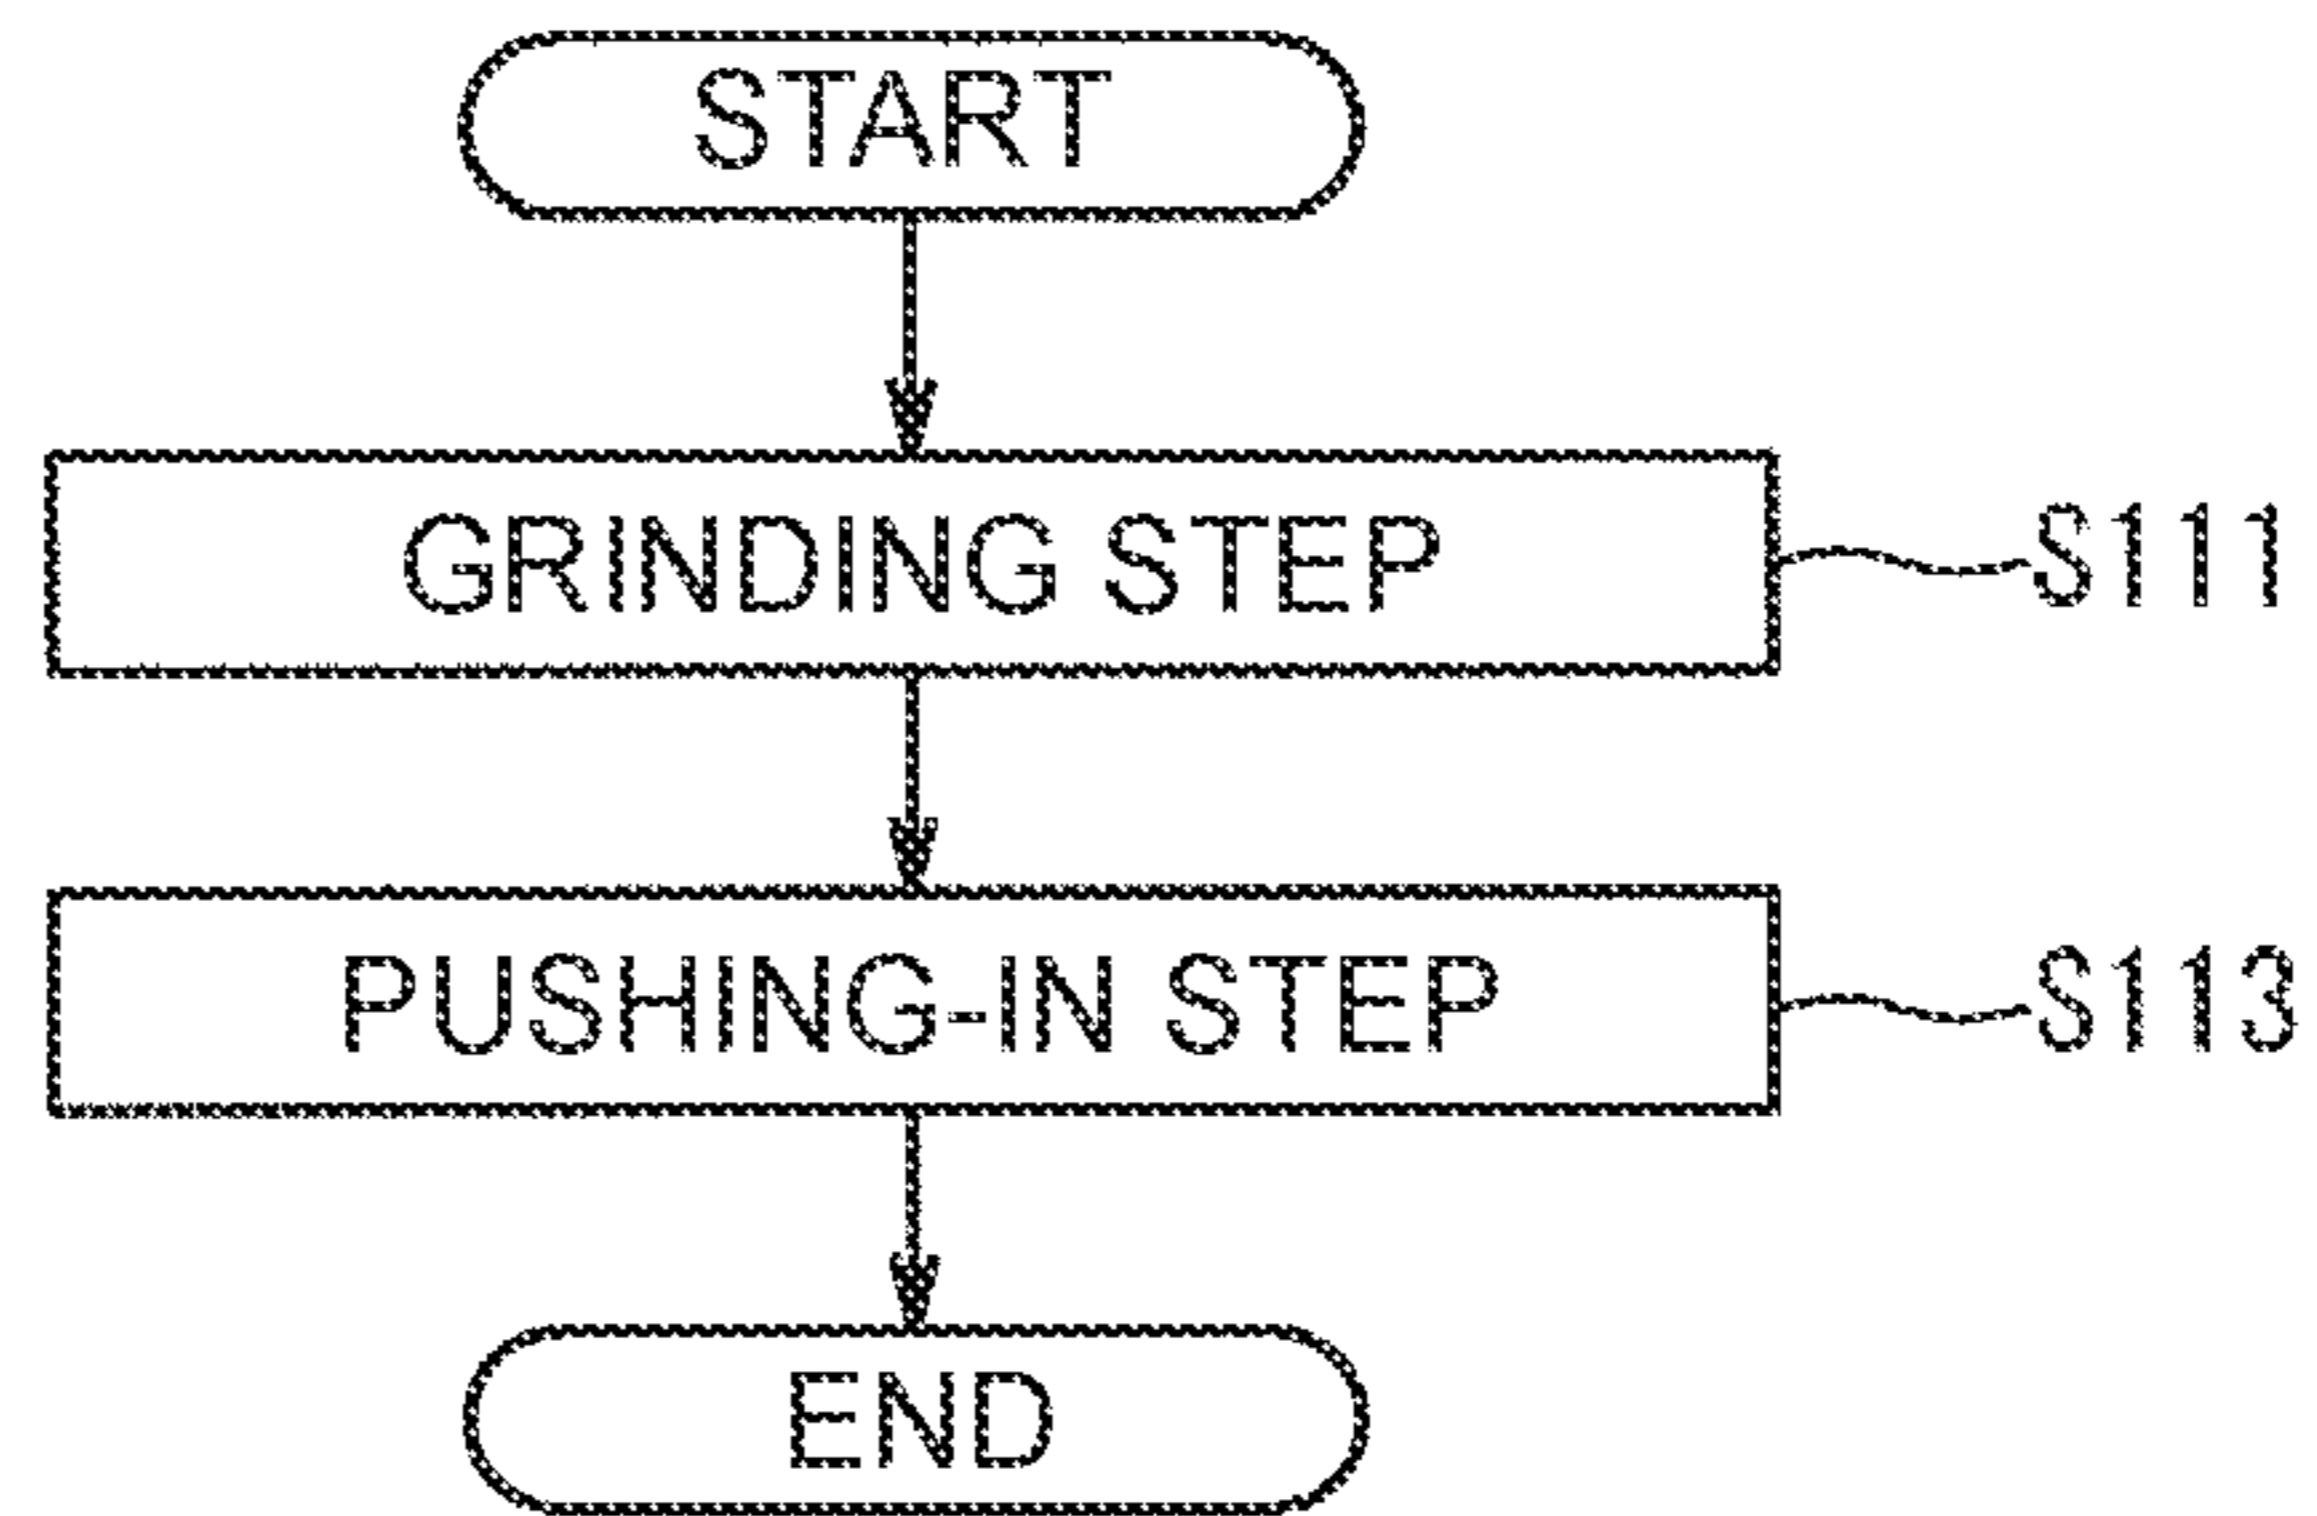 START
GRINDING STEP
S111
PUSHING-IN STEP
S113
END